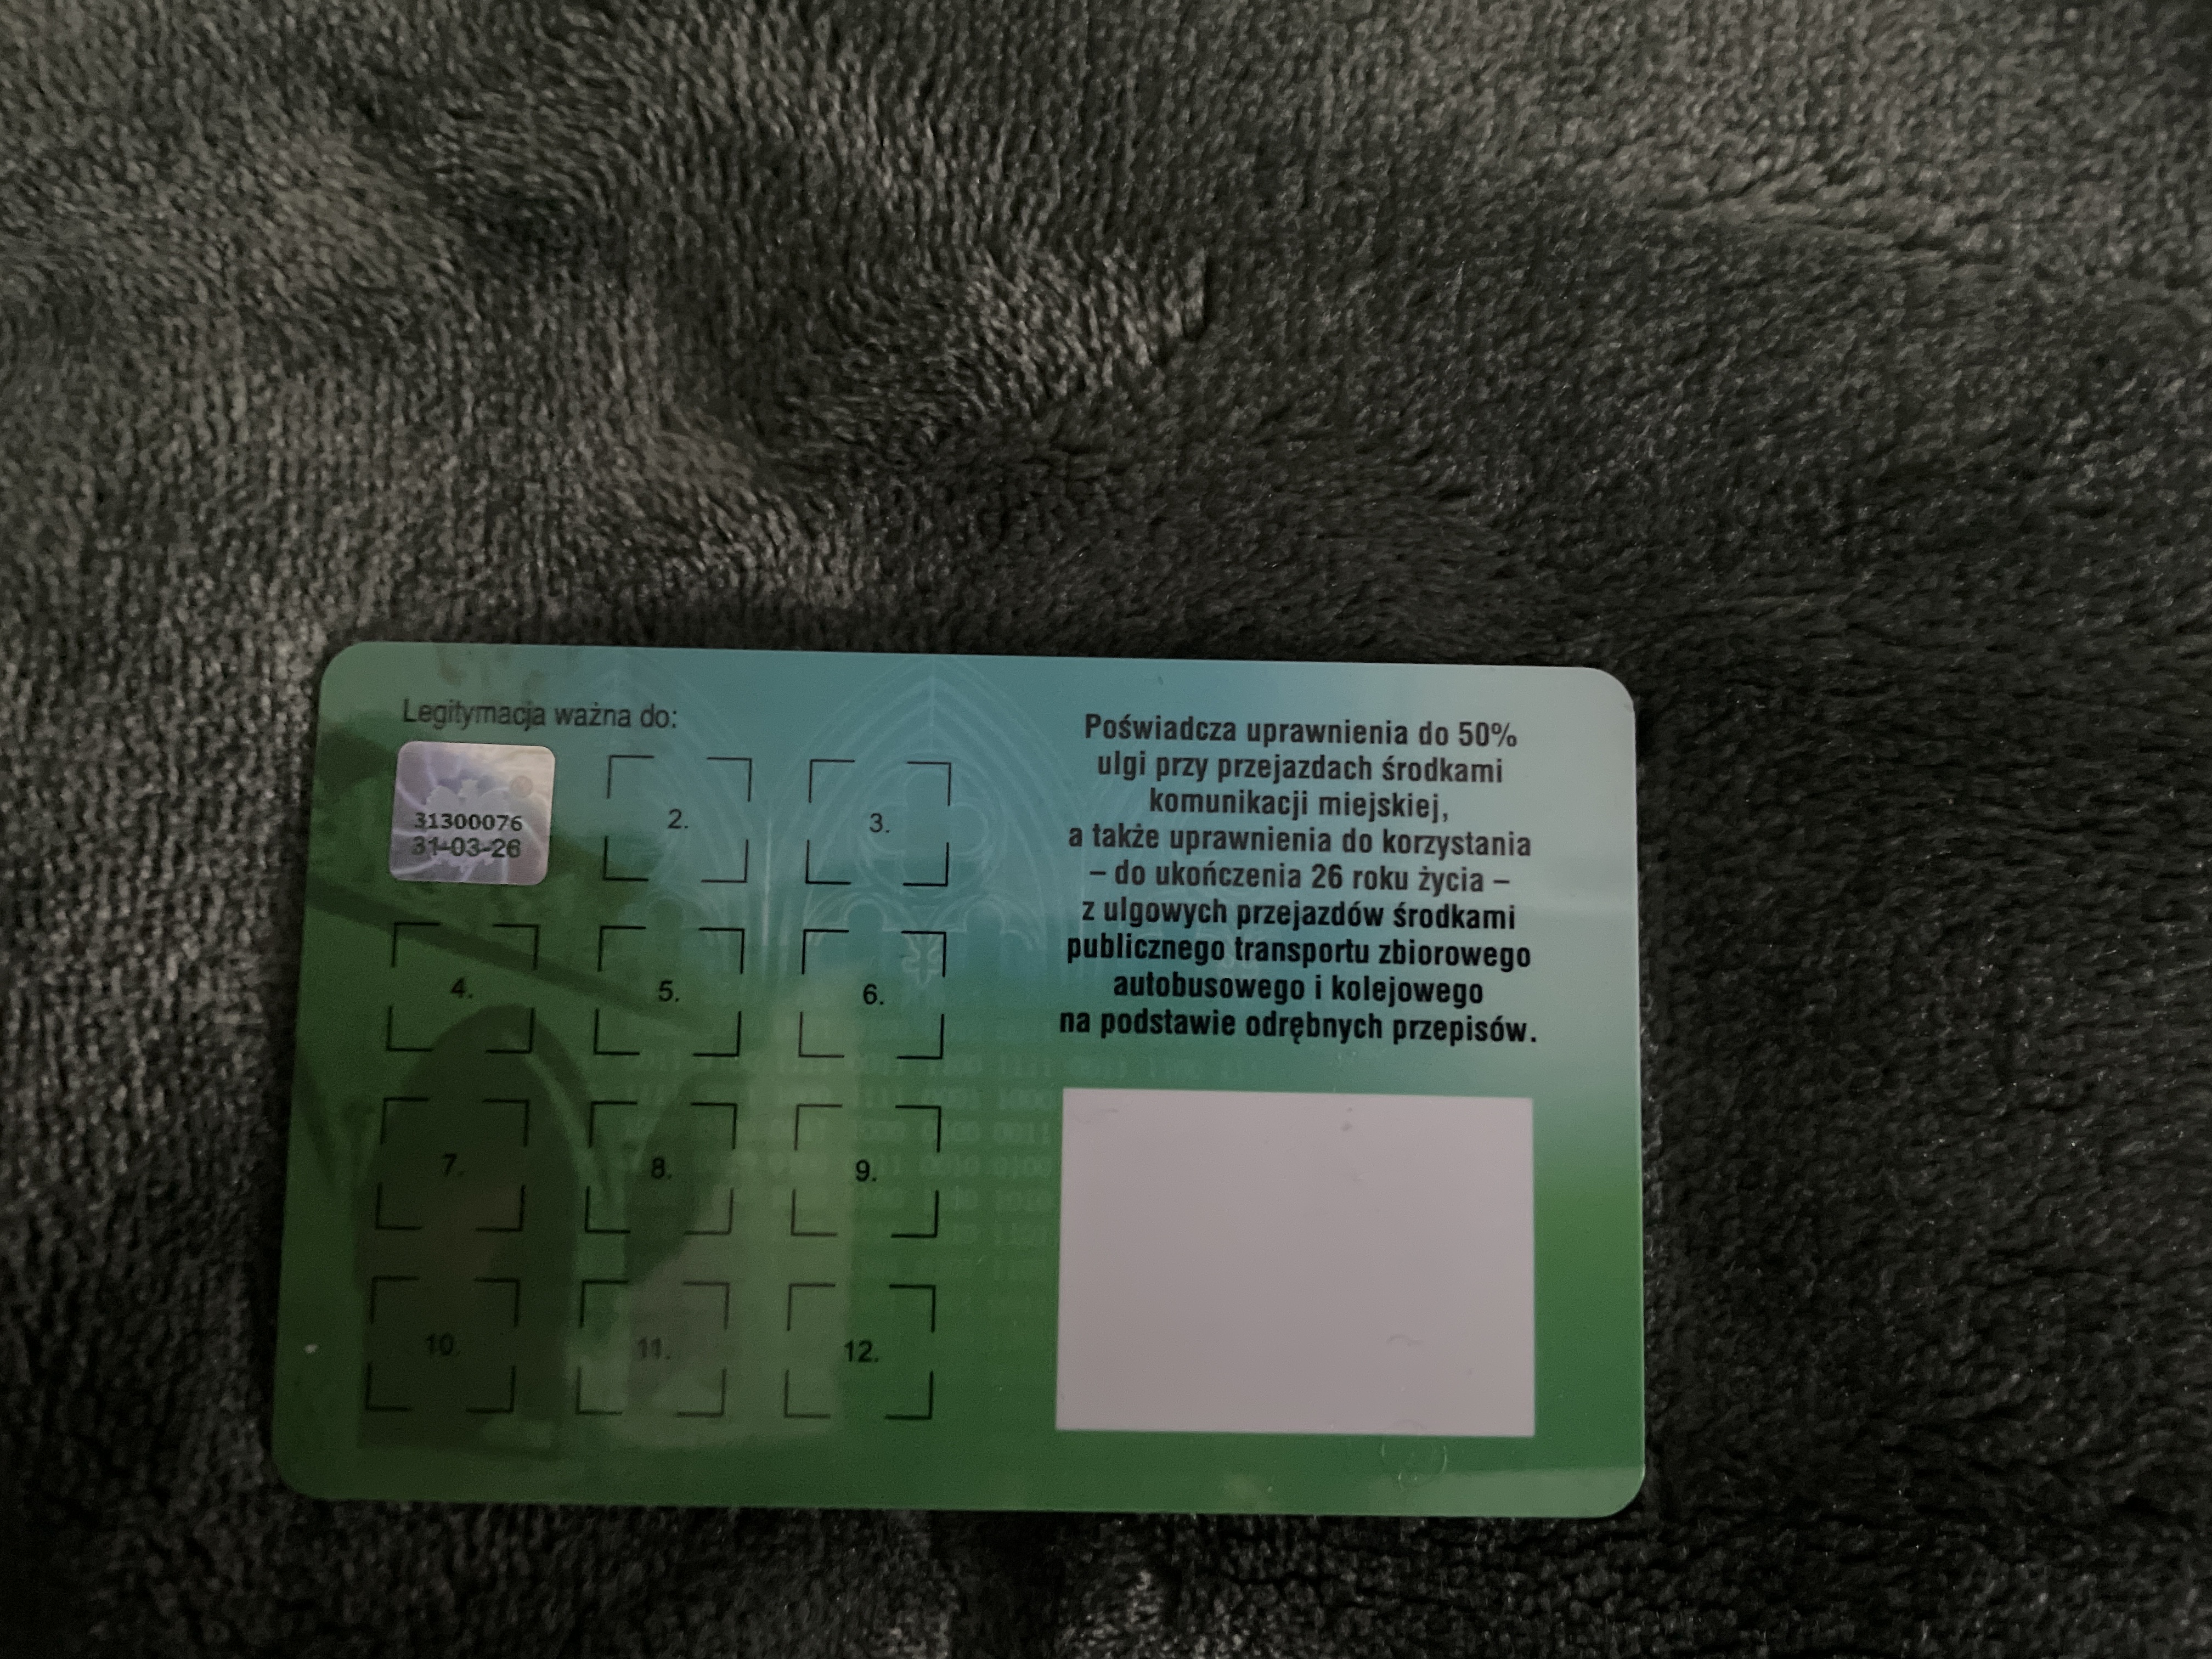 Legitymacja ważna do:
31300076
31-03-26
2.
3.
4.
5.
6.
7.
8.
9.
10.
11.
12.
Poświadcza uprawnienia do 50%
ulgi przy przejazdach środkami
komunikacji miejskiej,
a także uprawnienia do korzystania
– do ukończenia 26 roku życia –
z ulgowych przejazdów środkami
publicznego transportu zbiorowego
autobusowego i kolejowego
na podstawie odrębnych przepisów.